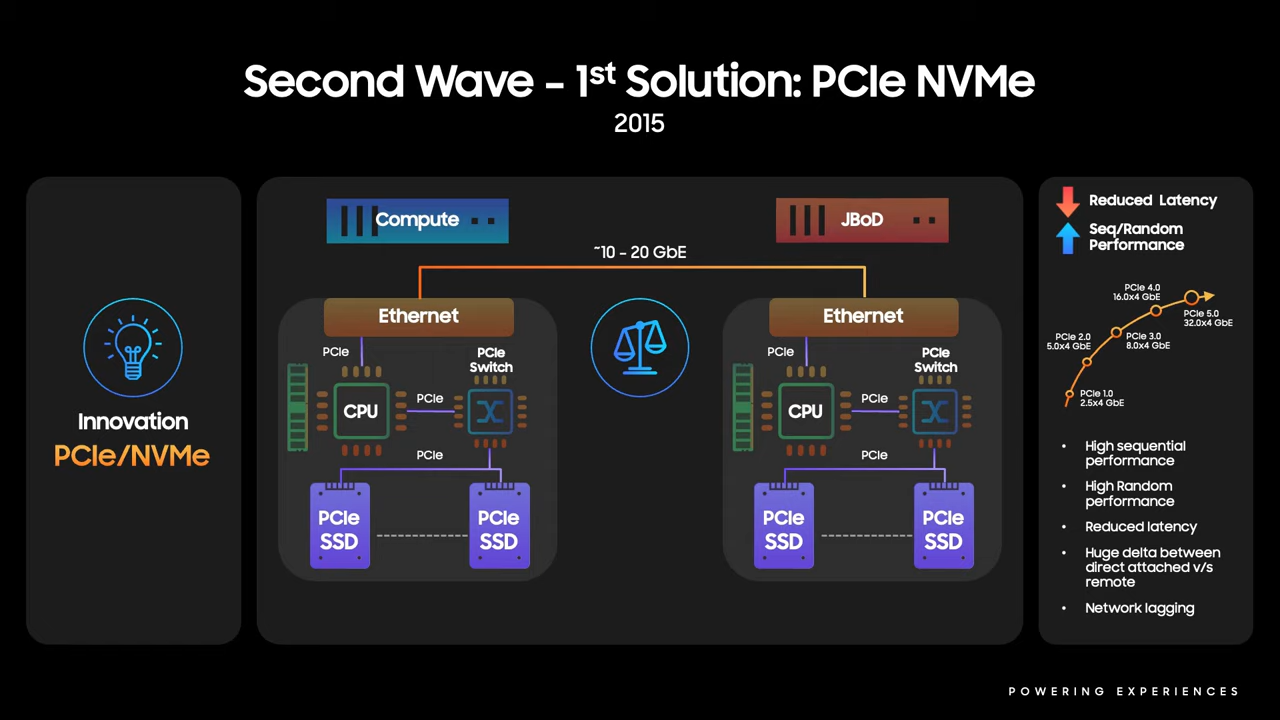 Second Wave – 1st Solution: PCIe NVMe
2015
Innovation
PCIe/NVMe
Compute
JBoD
~10 - 20 GbE
Ethernet
PCIe
PCIe
Switch
CPU
PCIe
PCIe
PCIe
SSD
PCIe
SSD
Ethernet
PCIe
PCIe
Switch
CPU
PCIe
PCIe
PCIe
SSD
PCIe
SSD
Reduced Latency
Seq/Random
Performance
PCIe 4.0
16.0x4 GbE
PCIe 5.0
32.0x4 GbE
PCIe 2.0
5.0x4 GbE
PCIe 3.0
8.0x4 GbE
PCIe 1.0
2.5x4 GbE
• High sequential
performance
• High Random
performance
• Reduced latency
• Huge delta between
direct attached v/s
remote
• Network lagging
POWERING EXPERIENCES